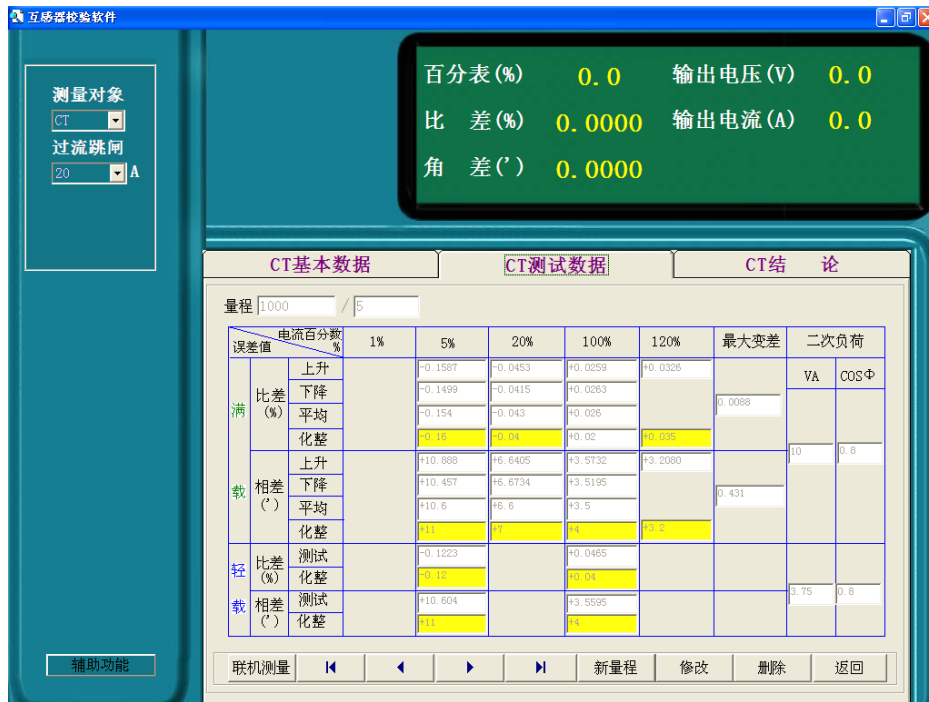 互感器校验软件
测量对象
CT
过流跳闸
20 A
百分表(%) 0.0 输出电压(V) 0.0
比 差(%) 0.0000 输出电流(A) 0.0
角 差(′) 0.0000
CT基本数据 CT测试数据 CT结 论
量程 1000 / 5
误差值 电流百分数 % 1% 5% 20% 100% 120% 最大变差 二次负荷
VA COSΦ
满载 比差(%) 上升 -0.1587 -0.0453 +0.0259 +0.0326
下降 -0.1499 -0.0415 +0.0263
平均 -0.154 -0.043 +0.026 0.0088
化整 -0.16 -0.04 +0.02 +0.035
10 0.8
相差(′) 上升 +10.888 +6.6405 +3.5732 +3.2080
下降 +10.457 +6.6734 +3.5195
平均 +10.6 +6.6 +3.5 0.431
化整 +11 +7 +4 +3.2
轻载 比差(%) 测试 -0.1223 +0.0465
化整 -0.12 +0.04
3.75 0.8
相差(′) 测试 +10.604 +3.5595
化整 +11 +4
辅助功能
联机测量 新量程 修改 删除 返回